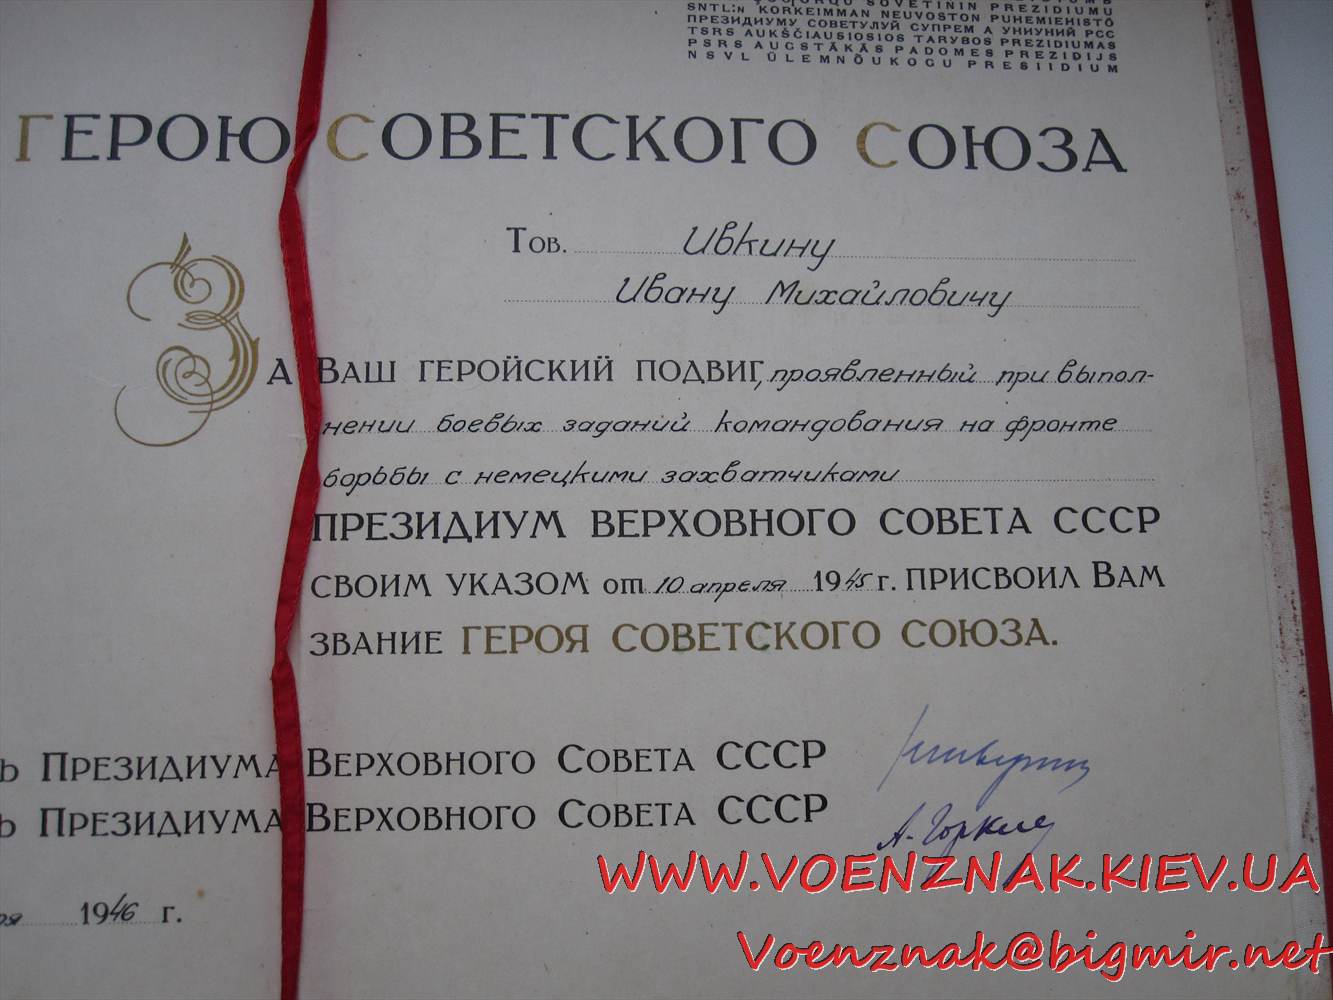 SNTL:n KORKEIMMAN NEUVOSTON PUHEMIEHISTÖ
ПРЕЗИДИУМУ СОВЕТУЛУЙ СУПРЕМ А УНИУНИЙ РСС
TSRS AUKŠČIAUSIOSIOS TARYBOS PREZIDIUMAS
PSRS AUGSTĀKĀS PADOMES PREZIDIJS
NSVL ÜLEMNÕUKOGU PRESIIDIUM
ГЕРОЮ СОВЕТСКОГО СОЮЗА
Тов. Ивкину
Ивану Михайловичу
За Ваш геройский подвиг, проявленный при выпол-
нении боевых заданий командования на фронте
борьбы с немецкими захватчиками
ПРЕЗИДИУМ ВЕРХОВНОГО СОВЕТА СССР
СВОИМ УКАЗОМ от 10 апреля 1945 г. ПРИСВОИЛ ВАМ
ЗВАНИЕ ГЕРОЯ СОВЕТСКОГО СОЮЗА.
ь Президиума Верховного Совета СССР
ь Президиума Верховного Совета СССР
А. Горкин
1946 г.
WWW.VOENZNAK.KIEV.UA
Voenznak@bigmir.net